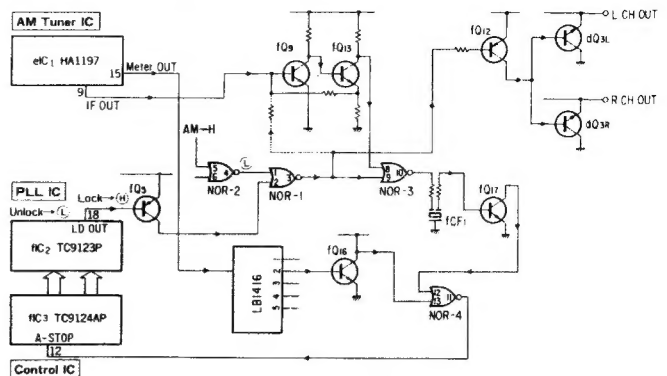 AM Tuner IC
eIC1 HA1197
15
Meter OUT
9
IF OUT
fQ9
fQ13
fQ12
L CH OUT
dQ3L
R CH OUT
dQ3R
AM→H
5
6
4
NOR-2
L
1
2
3
NOR-1
8
9
10
NOR-3
fCF1
fQ17
PLL IC
Lock→H
Unlock→L
18
LD OUT
fIC2 TC9123P
fQ5
LB1416
1
2
3
4
5
fQ16
12
13
11
NOR-4
fIC3 TC9124AP
A-STOP
12
Control IC